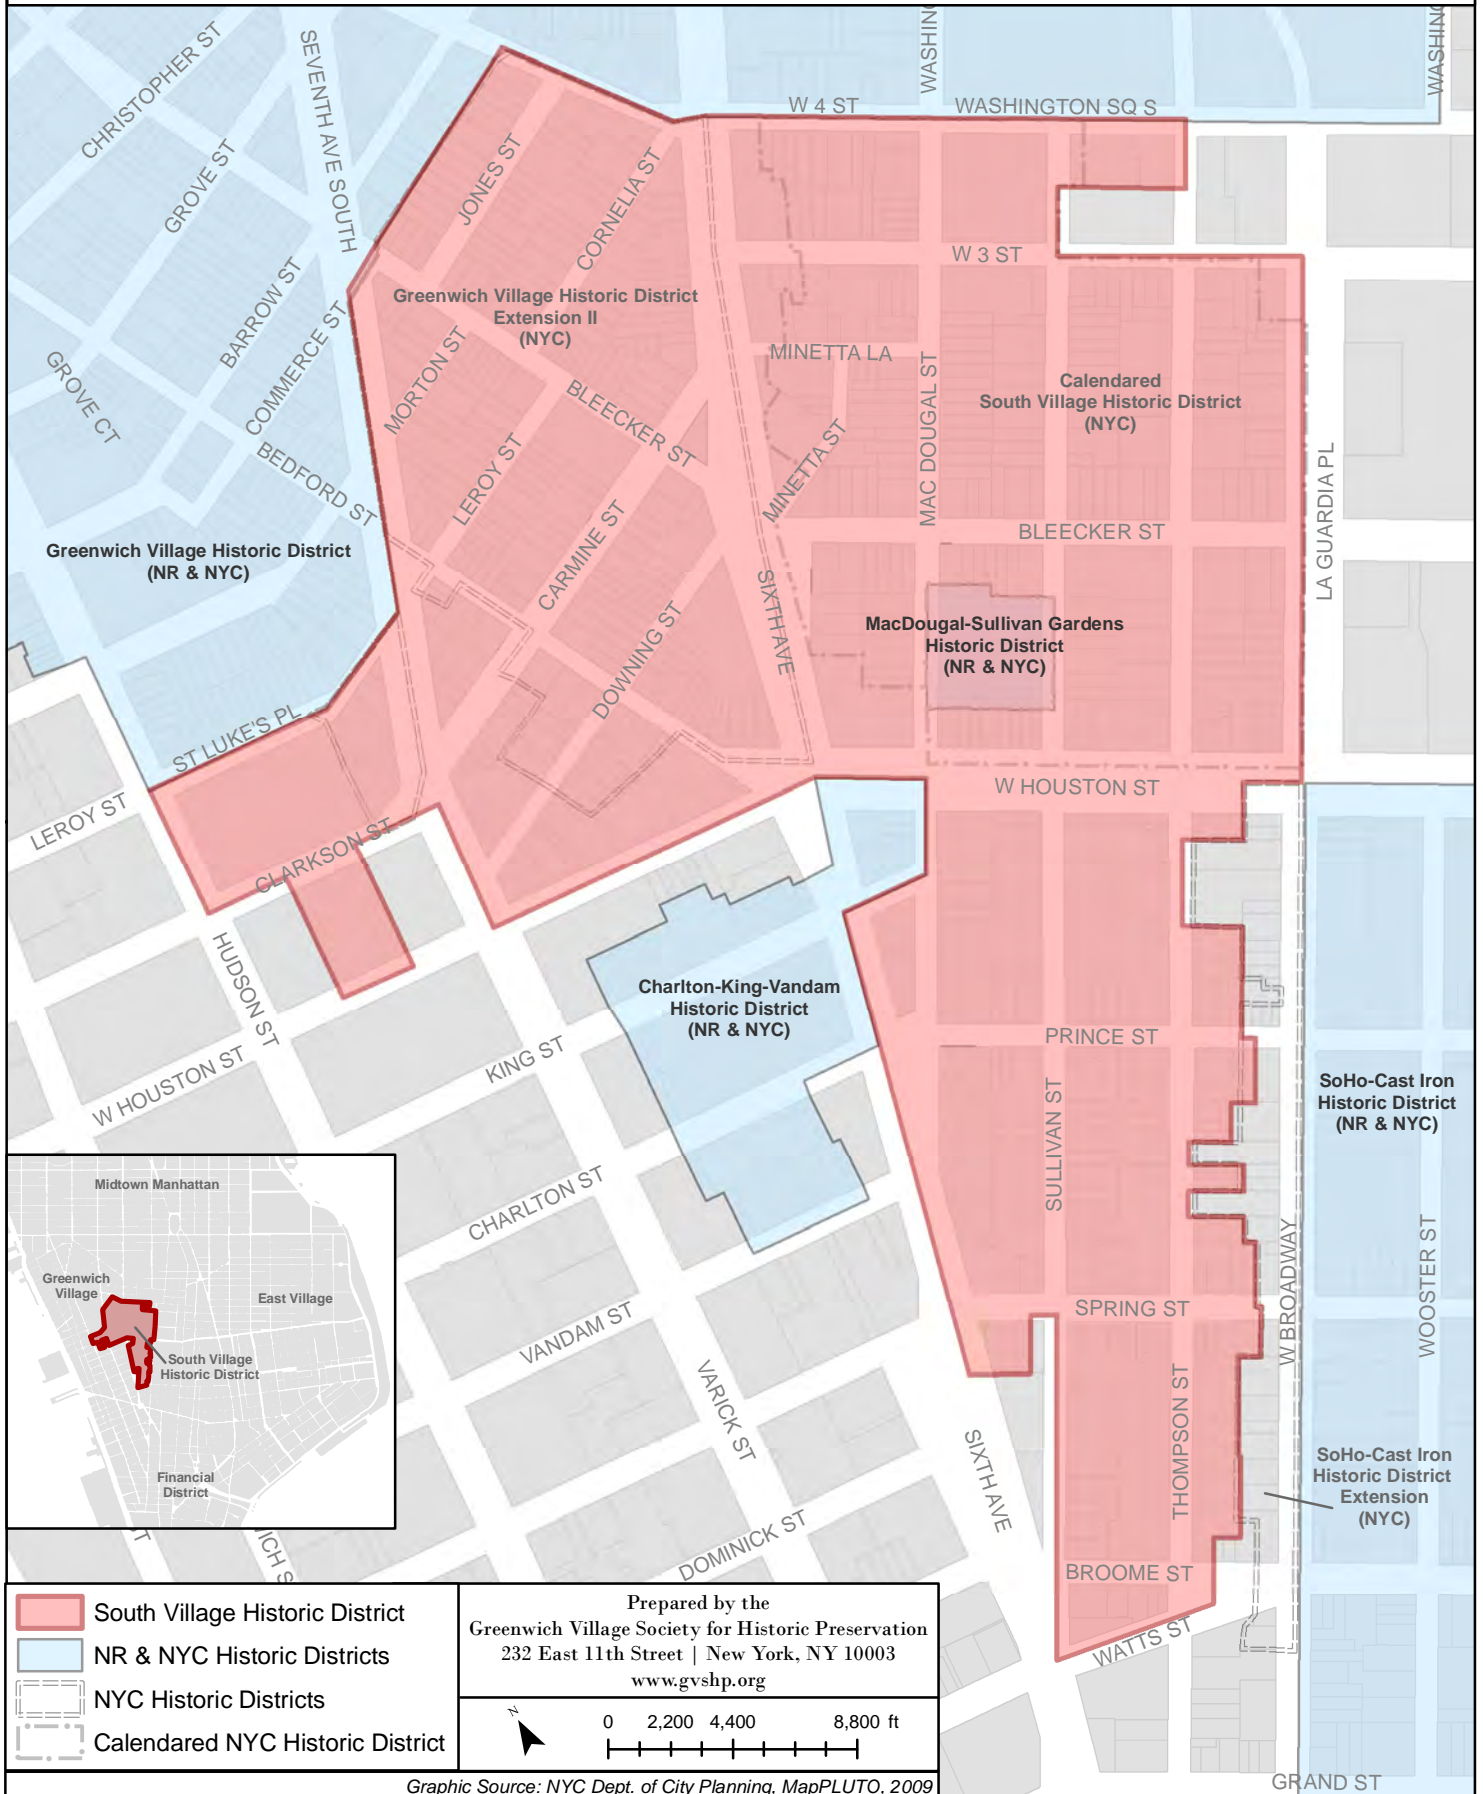 CHRISTOPHER ST
SEVENTH AVE SOUTH
GROVE ST
JONES ST
CORNELIA ST
W 4 ST
WASHINGTON SQ S
W 3 ST
BARROW ST
COMMERCE ST
GROVE CT
MORTON ST
Greenwich Village Historic District
Extension II
(NYC)
BLEECKER ST
MINETTA LA
MINETTA ST
MAC DOUGAL ST
Calendared
South Village Historic District
(NYC)
LA GUARDIA PL
BEDFORD ST
LEROY ST
CARMINE ST
BLEECKER ST
Greenwich Village Historic District
(NR & NYC)
DOWNING ST
SIXTH AVE
MacDougal-Sullivan Gardens
Historic District
(NR & NYC)
ST LUKE'S PL
LEROY ST
CLARKSON ST
W HOUSTON ST
HUDSON ST
Charlton-King-Vandam
Historic District
(NR & NYC)
PRINCE ST
W HOUSTON ST
KING ST
SULLIVAN ST
SoHo-Cast Iron
Historic District
(NR & NYC)
CHARLTON ST
VANDAM ST
SPRING ST
W BROADWAY
WOOSTER ST
VARICK ST
SIXTH AVE
THOMPSON ST
SoHo-Cast Iron
Historic District
Extension
(NYC)
DOMINICK ST
BROOME ST
WATTS ST
GRAND ST
Midtown Manhattan
Greenwich
Village
East Village
South Village
Historic District
Financial
District
South Village Historic District
NR & NYC Historic Districts
NYC Historic Districts
Calendared NYC Historic District
Prepared by the
Greenwich Village Society for Historic Preservation
232 East 11th Street | New York, NY 10003
www.gvshp.org
N
0 2,200 4,400 8,800 ft
Graphic Source: NYC Dept. of City Planning, MapPLUTO, 2009